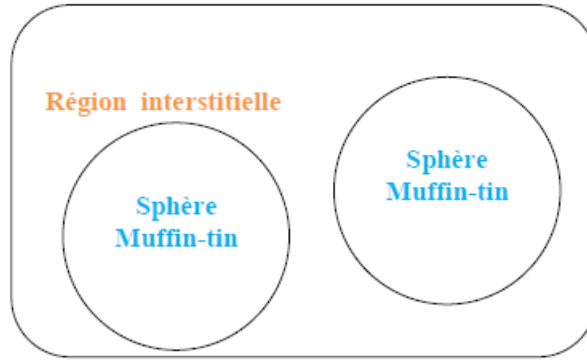 Région interstitielle
Sphère
Muffin-tin
Sphère
Muffin-tin